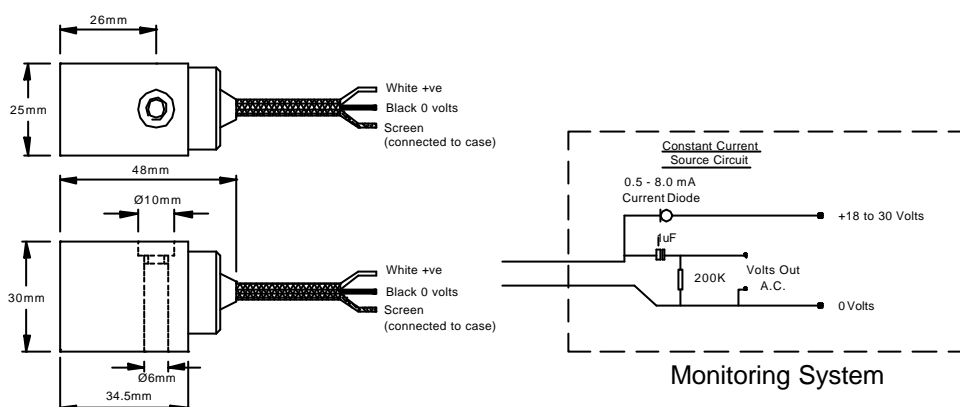 26mm
25mm
White +ve
Black 0 volts
Screen
(connected to case)
48mm
Ø10mm
30mm
White +ve
Black 0 volts
Screen
(connected to case)
Ø6mm
34.5mm
Constant Current
Source Circuit
0.5 - 8.0 mA
Current Diode
+18 to 30 Volts
1uF
200K
Volts Out
A.C.
0 Volts
Monitoring System